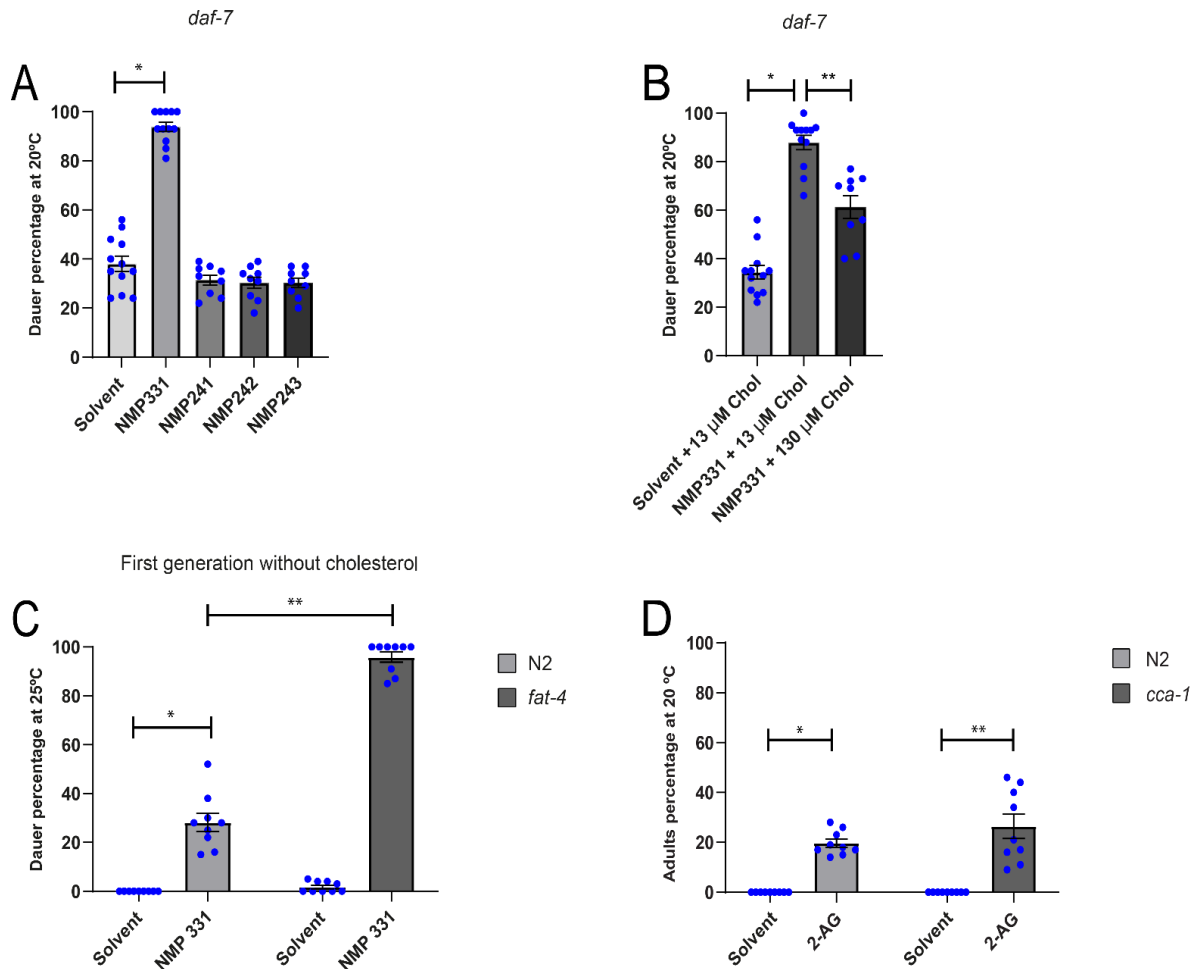 daf-7
A
*
Dauer percentage at 20ºC
100
80
60
40
20
0
Solvent
NMP331
NMP241
NMP242
NMP243
daf-7
B
*
**
Dauer percentage at 20ºC
100
80
60
40
20
0
Solvent +13 µM Chol
NMP331 + 13 µM Chol
NMP331 + 130 µM Chol
First generation without cholesterol
C
**
*
Dauer percentage at 25ºC
100
80
60
40
20
0
Solvent
NMP 331
Solvent
NMP 331
N2
fat-4
D
*
**
Adults percentage at 20 ºC
100
80
60
40
20
0
Solvent
2-AG
Solvent
2-AG
N2
cca-1